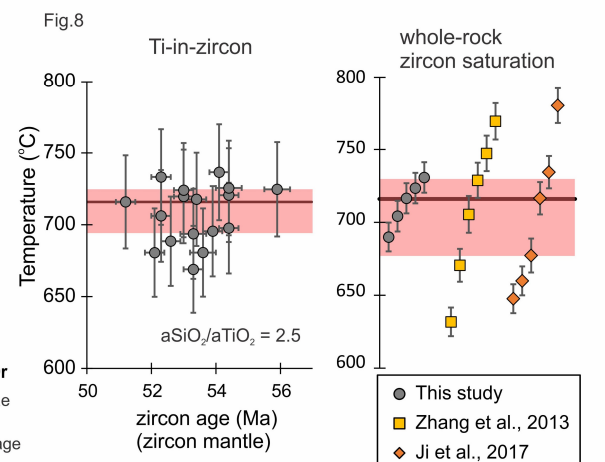 Fig.8
Ti-in-zircon
whole-rock
zircon saturation
800
750
700
650
600
Temperature (°C)
aSiO₂/aTiO₂ = 2.5
50 52 54 56
zircon age (Ma)
(zircon mantle)
800
750
700
650
600
This study
Zhang et al., 2013
Ji et al., 2017
r
e
age